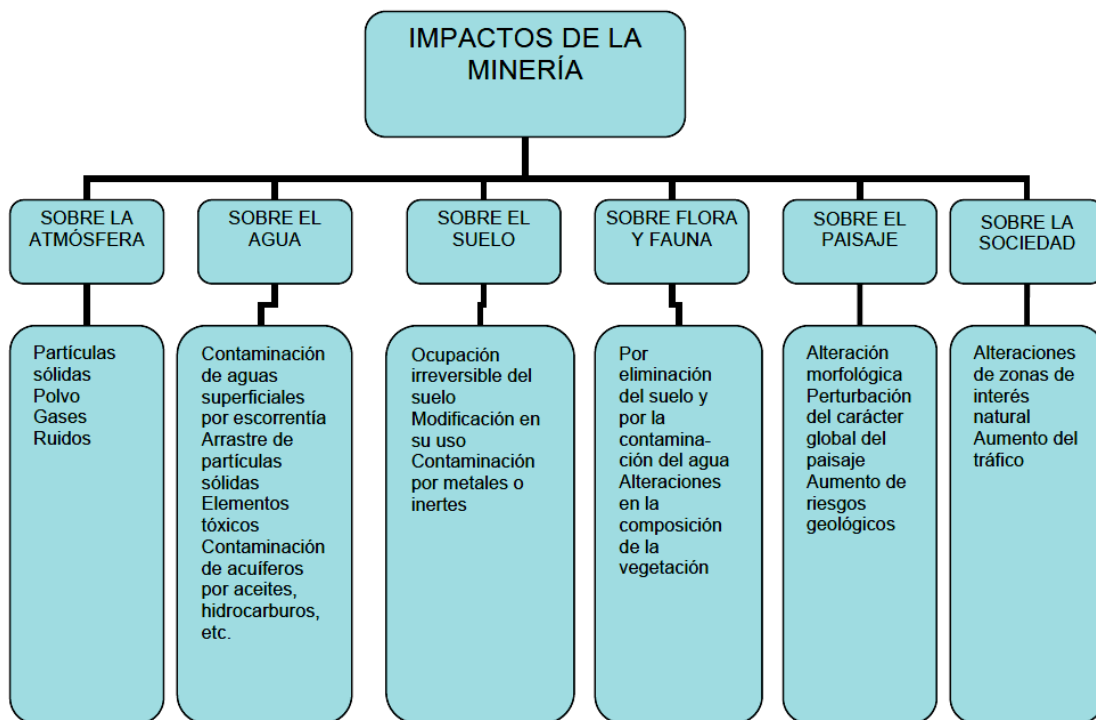 IMPACTOS DE LA
MINERÍA
SOBRE LA
ATMÓSFERA
SOBRE EL
AGUA
SOBRE EL
SUELO
SOBRE FLORA
Y FAUNA
SOBRE EL
PAISAJE
SOBRE LA
SOCIEDAD
Partículas
sólidas
Polvo
Gases
Ruidos
Contaminación
de aguas
superficiales
por escorrentía
Arrastre de
partículas
sólidas
Elementos
tóxicos
Contaminación
de acuíferos
por aceites,
hidrocarburos,
etc.
Ocupación
irreversible del
suelo
Modificación en
su uso
Contaminación
por metales o
inertes
Por
eliminación
del suelo y
por la
contamina-
ción del agua
Alteraciones
en la
composición
de la
vegetación
Alteración
morfológica
Perturbación
del carácter
global del
paisaje
Aumento de
riesgos
geológicos
Alteraciones
de zonas de
interés
natural
Aumento del
tráfico